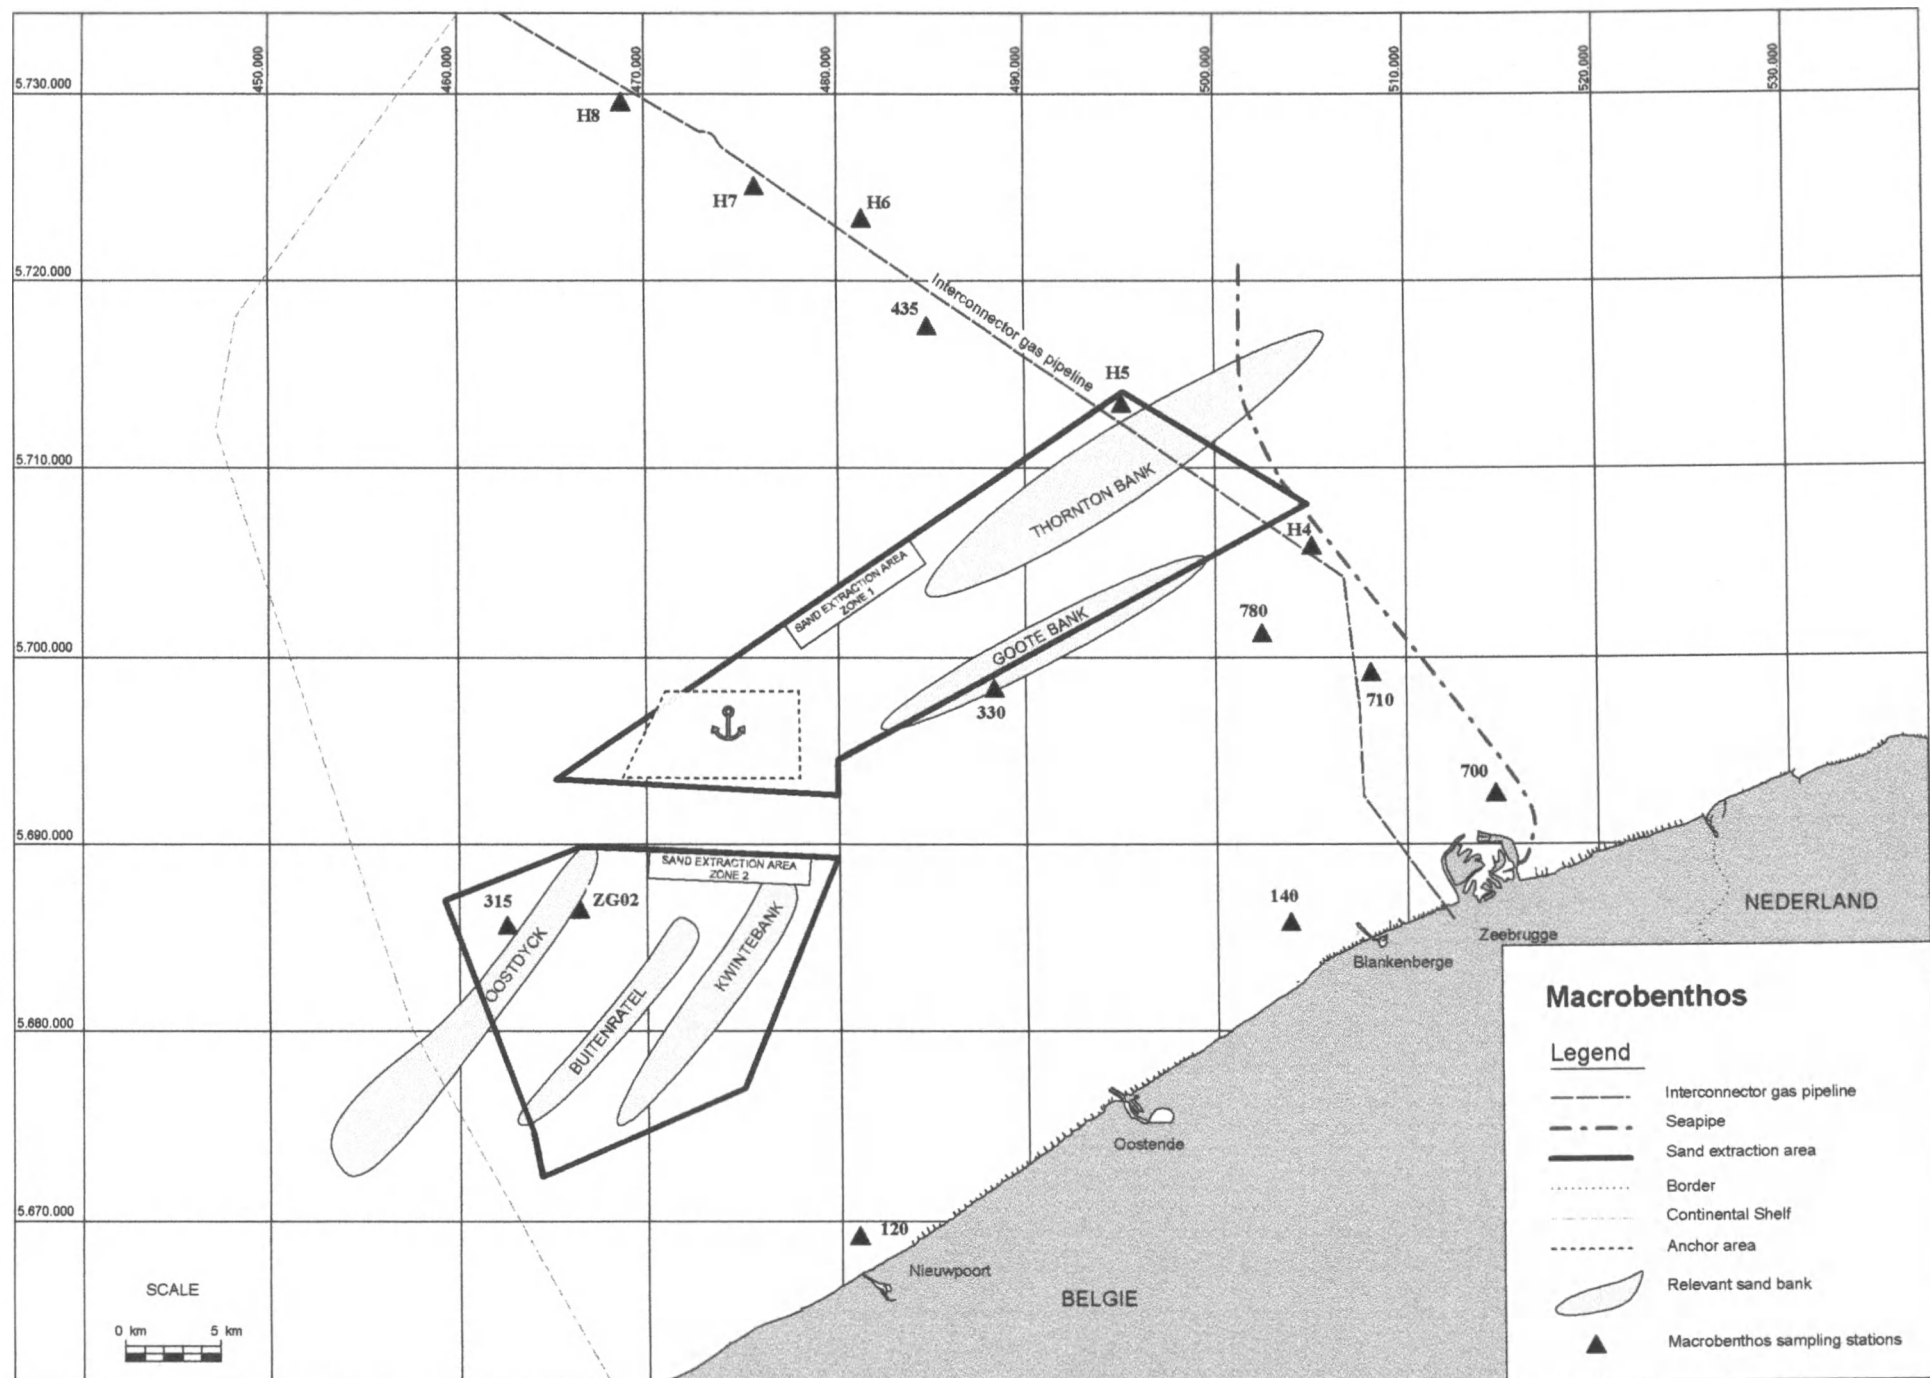 450.000
460.000
470.000
480.000
490.000
500.000
510.000
520.000
530.000
5.730.000
H8
H7
H6
5.720.000
435
Interconnector gas pipeline
H5
5.710.000
THORNTON BANK
H4
SAND EXTRACTION AREA
ZONE 1
780
GOOTE BANK
5.700.000
710
330
700
5.690.000
SAND EXTRACTION AREA
ZONE 2
315
ZG02
140
NEDERLAND
Zeebrugge
Blankenberge
OOSTDYCK
KWINTEBANK
BUITENRATEL
5.680.000
Oostende
5.670.000
120
Nieuwpoort
BELGIE
SCALE
0 km 5 km
Macrobenthos
Legend
Interconnector gas pipeline
Seapipe
Sand extraction area
Border
Continental Shelf
Anchor area
Relevant sand bank
Macrobenthos sampling stations